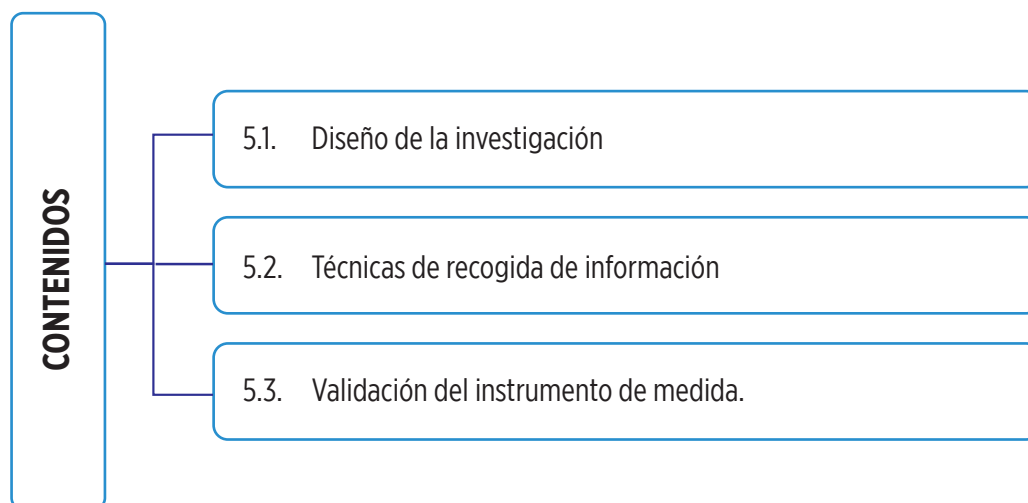 CONTENIDOS
5.1. Diseño de la investigación
5.2. Técnicas de recogida de información
5.3. Validación del instrumento de medida.